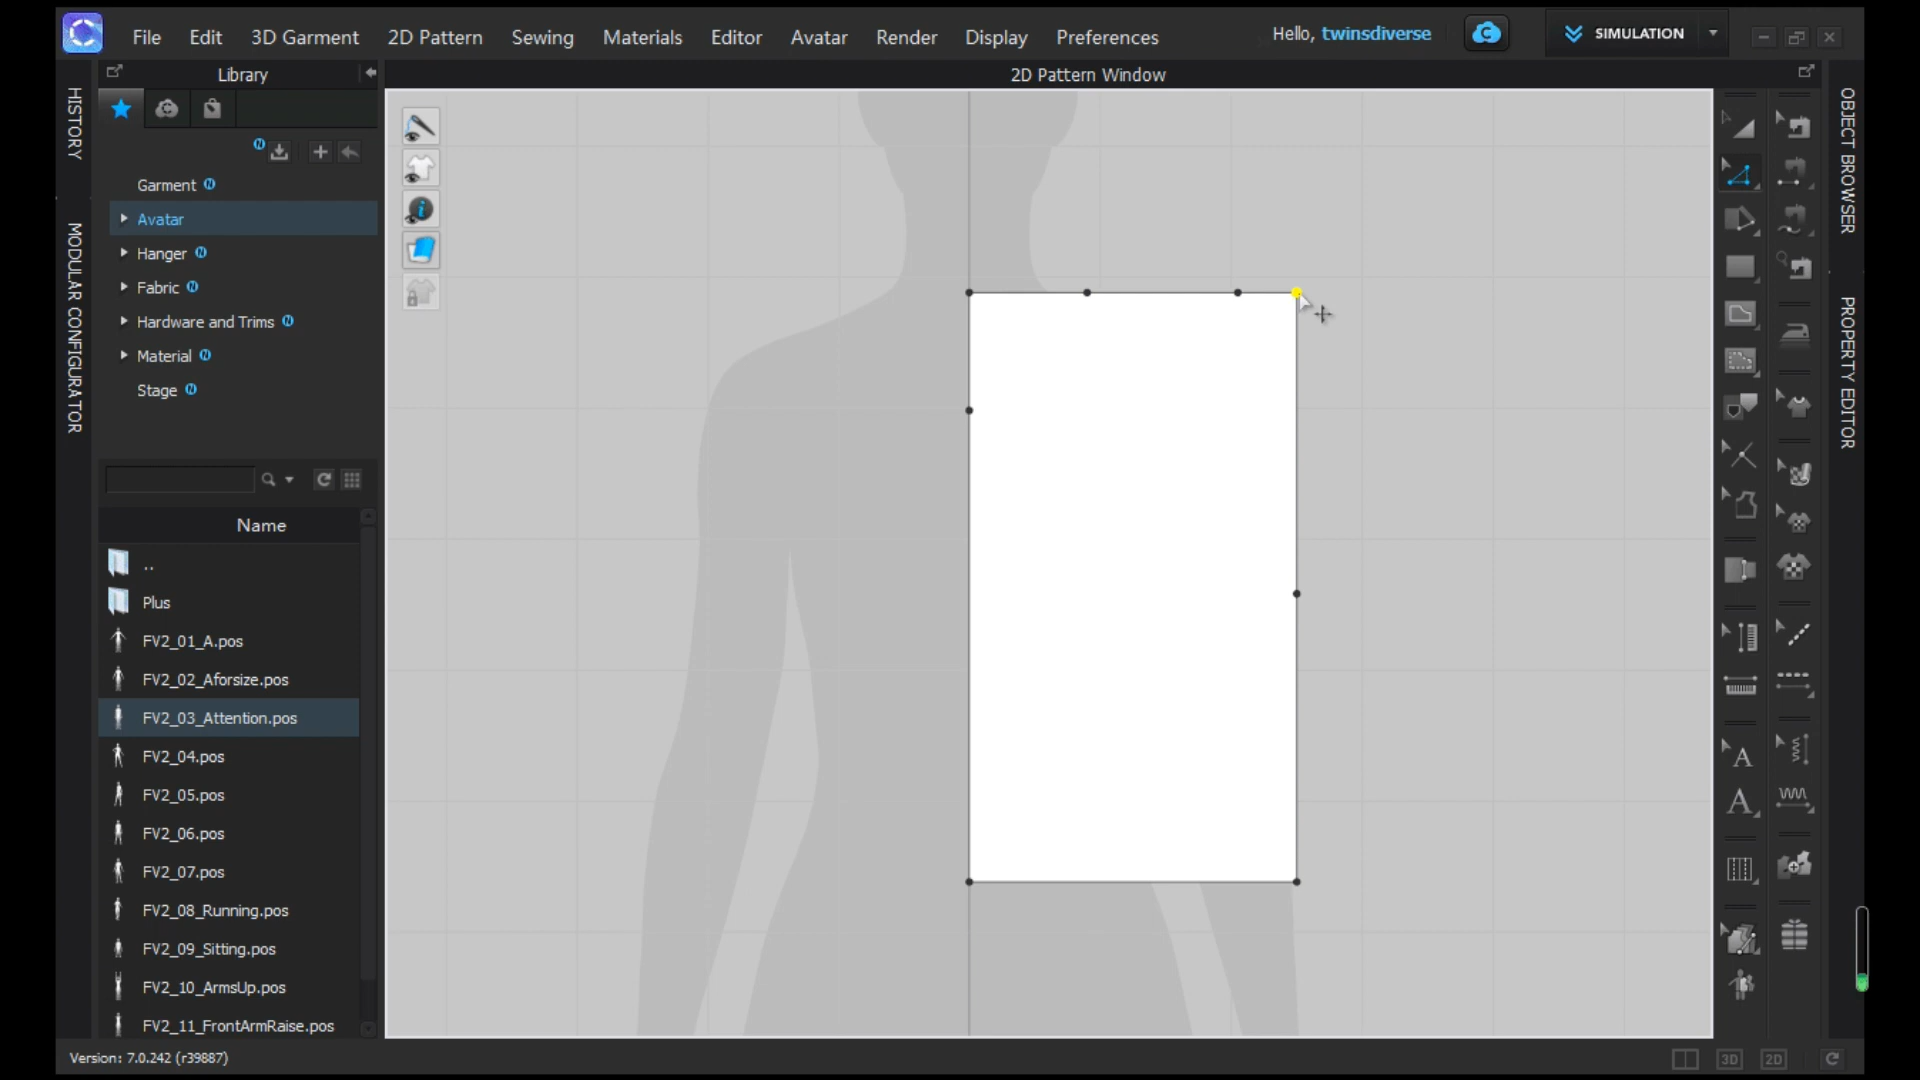 File Edit 3D Garment 2D Pattern Sewing Materials Editor Avatar Render Display Preferences Hello, twinsdiverse SIMULATION
Library
2D Pattern Window
HISTORY
MODULAR CONFIGURATOR
OBJECT BROWSER
PROPERTY EDITOR
Garment N
Avatar
Hanger N
Fabric N
Hardware and Trims N
Material N
Stage N
Name
..
Plus
FV2_01_A.pos
FV2_02_Aforsize.pos
FV2_03_Attention.pos
FV2_04.pos
FV2_05.pos
FV2_06.pos
FV2_07.pos
FV2_08_Running.pos
FV2_09_Sitting.pos
FV2_10_ArmsUp.pos
FV2_11_FrontArmRaise.pos
Version: 7.0.242 (r39887)
3D 2D